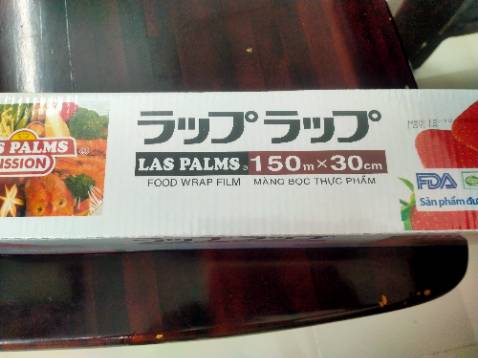 ラップラップ
LAS PALMS 150m×30cm
FOOD WRAP FILM MÀNG BỌC THỰC PHẨM
S PALMS
ISSION
FDA
Sản phẩm đư